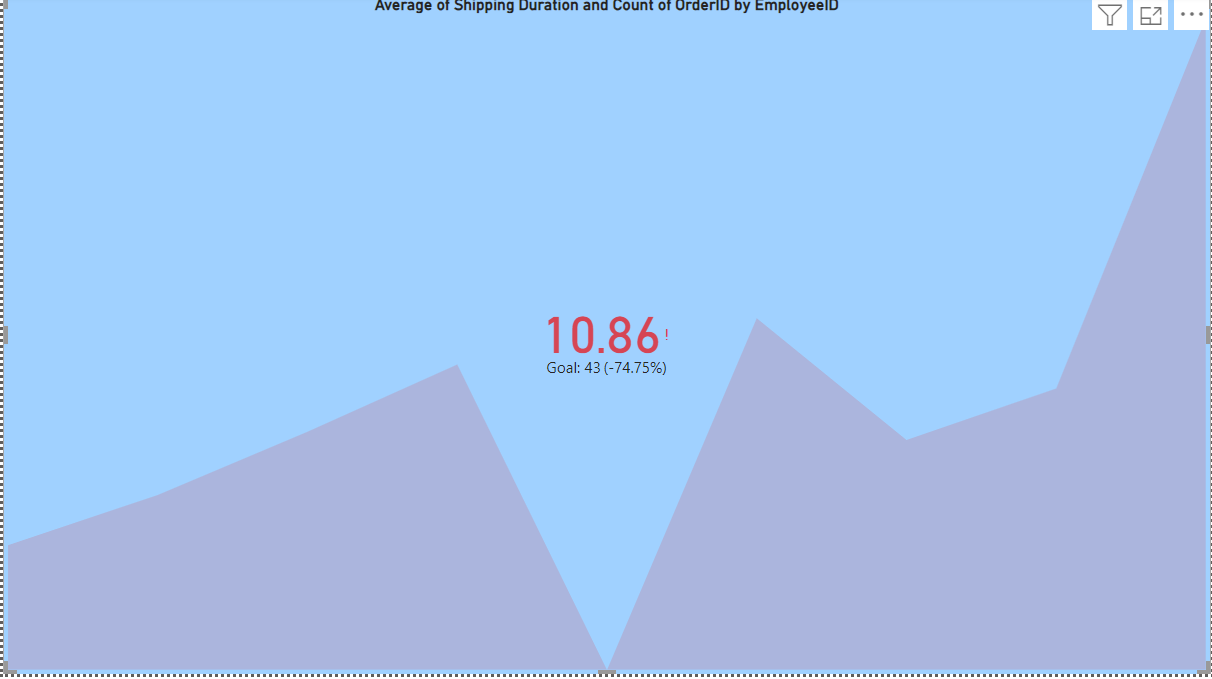 Average of Shipping Duration and Count of OrderID by EmployeeID
10.86 !
Goal: 43 (-74.75%)